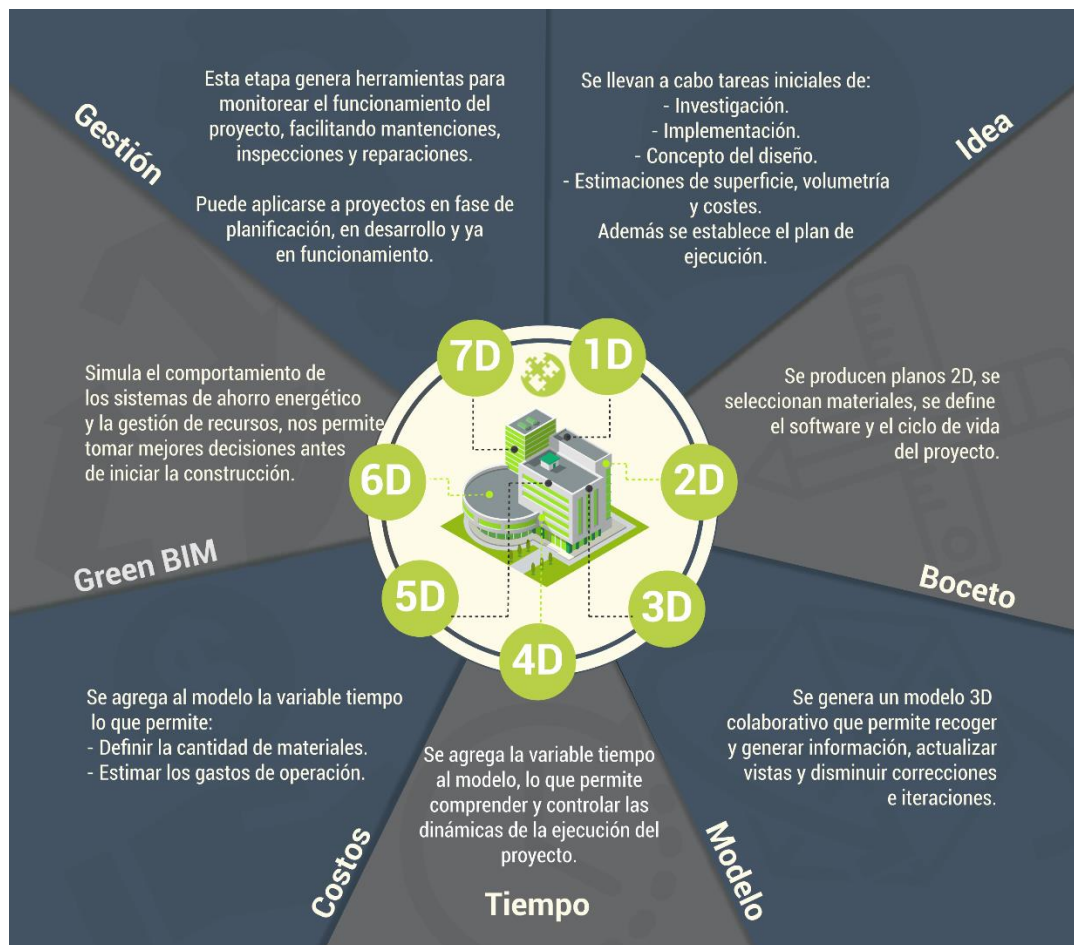 Gestión
Esta etapa genera herramientas para
monitorear el funcionamiento del
proyecto, facilitando mantenciones,
inspecciones y reparaciones.
Puede aplicarse a proyectos en fase de
planificación, en desarrollo y ya
en funcionamiento.
Se llevan a cabo tareas iniciales de:
- Investigación.
- Implementación.
- Concepto del diseño.
- Estimaciones de superficie, volumetría
y costes.
Además se establece el plan de
ejecución.
Idea
7D
1D
Simula el comportamiento de
los sistemas de ahorro energético
y la gestión de recursos, nos permite
tomar mejores decisiones antes
de iniciar la construcción.
Green BIM
6D
2D
Se producen planos 2D, se
seleccionan materiales, se define
el software y el ciclo de vida
del proyecto.
Boceto
5D
3D
4D
Se agrega al modelo la variable tiempo
lo que permite:
- Definir la cantidad de materiales.
- Estimar los gastos de operación.
Costos
Se agrega la variable tiempo
al modelo, lo que permite
comprender y controlar las
dinámicas de la ejecución del
proyecto.
Tiempo
Se genera un modelo 3D
colaborativo que permite recoger
y generar información, actualizar
vistas y disminuir correcciones
e iteraciones.
Modelo